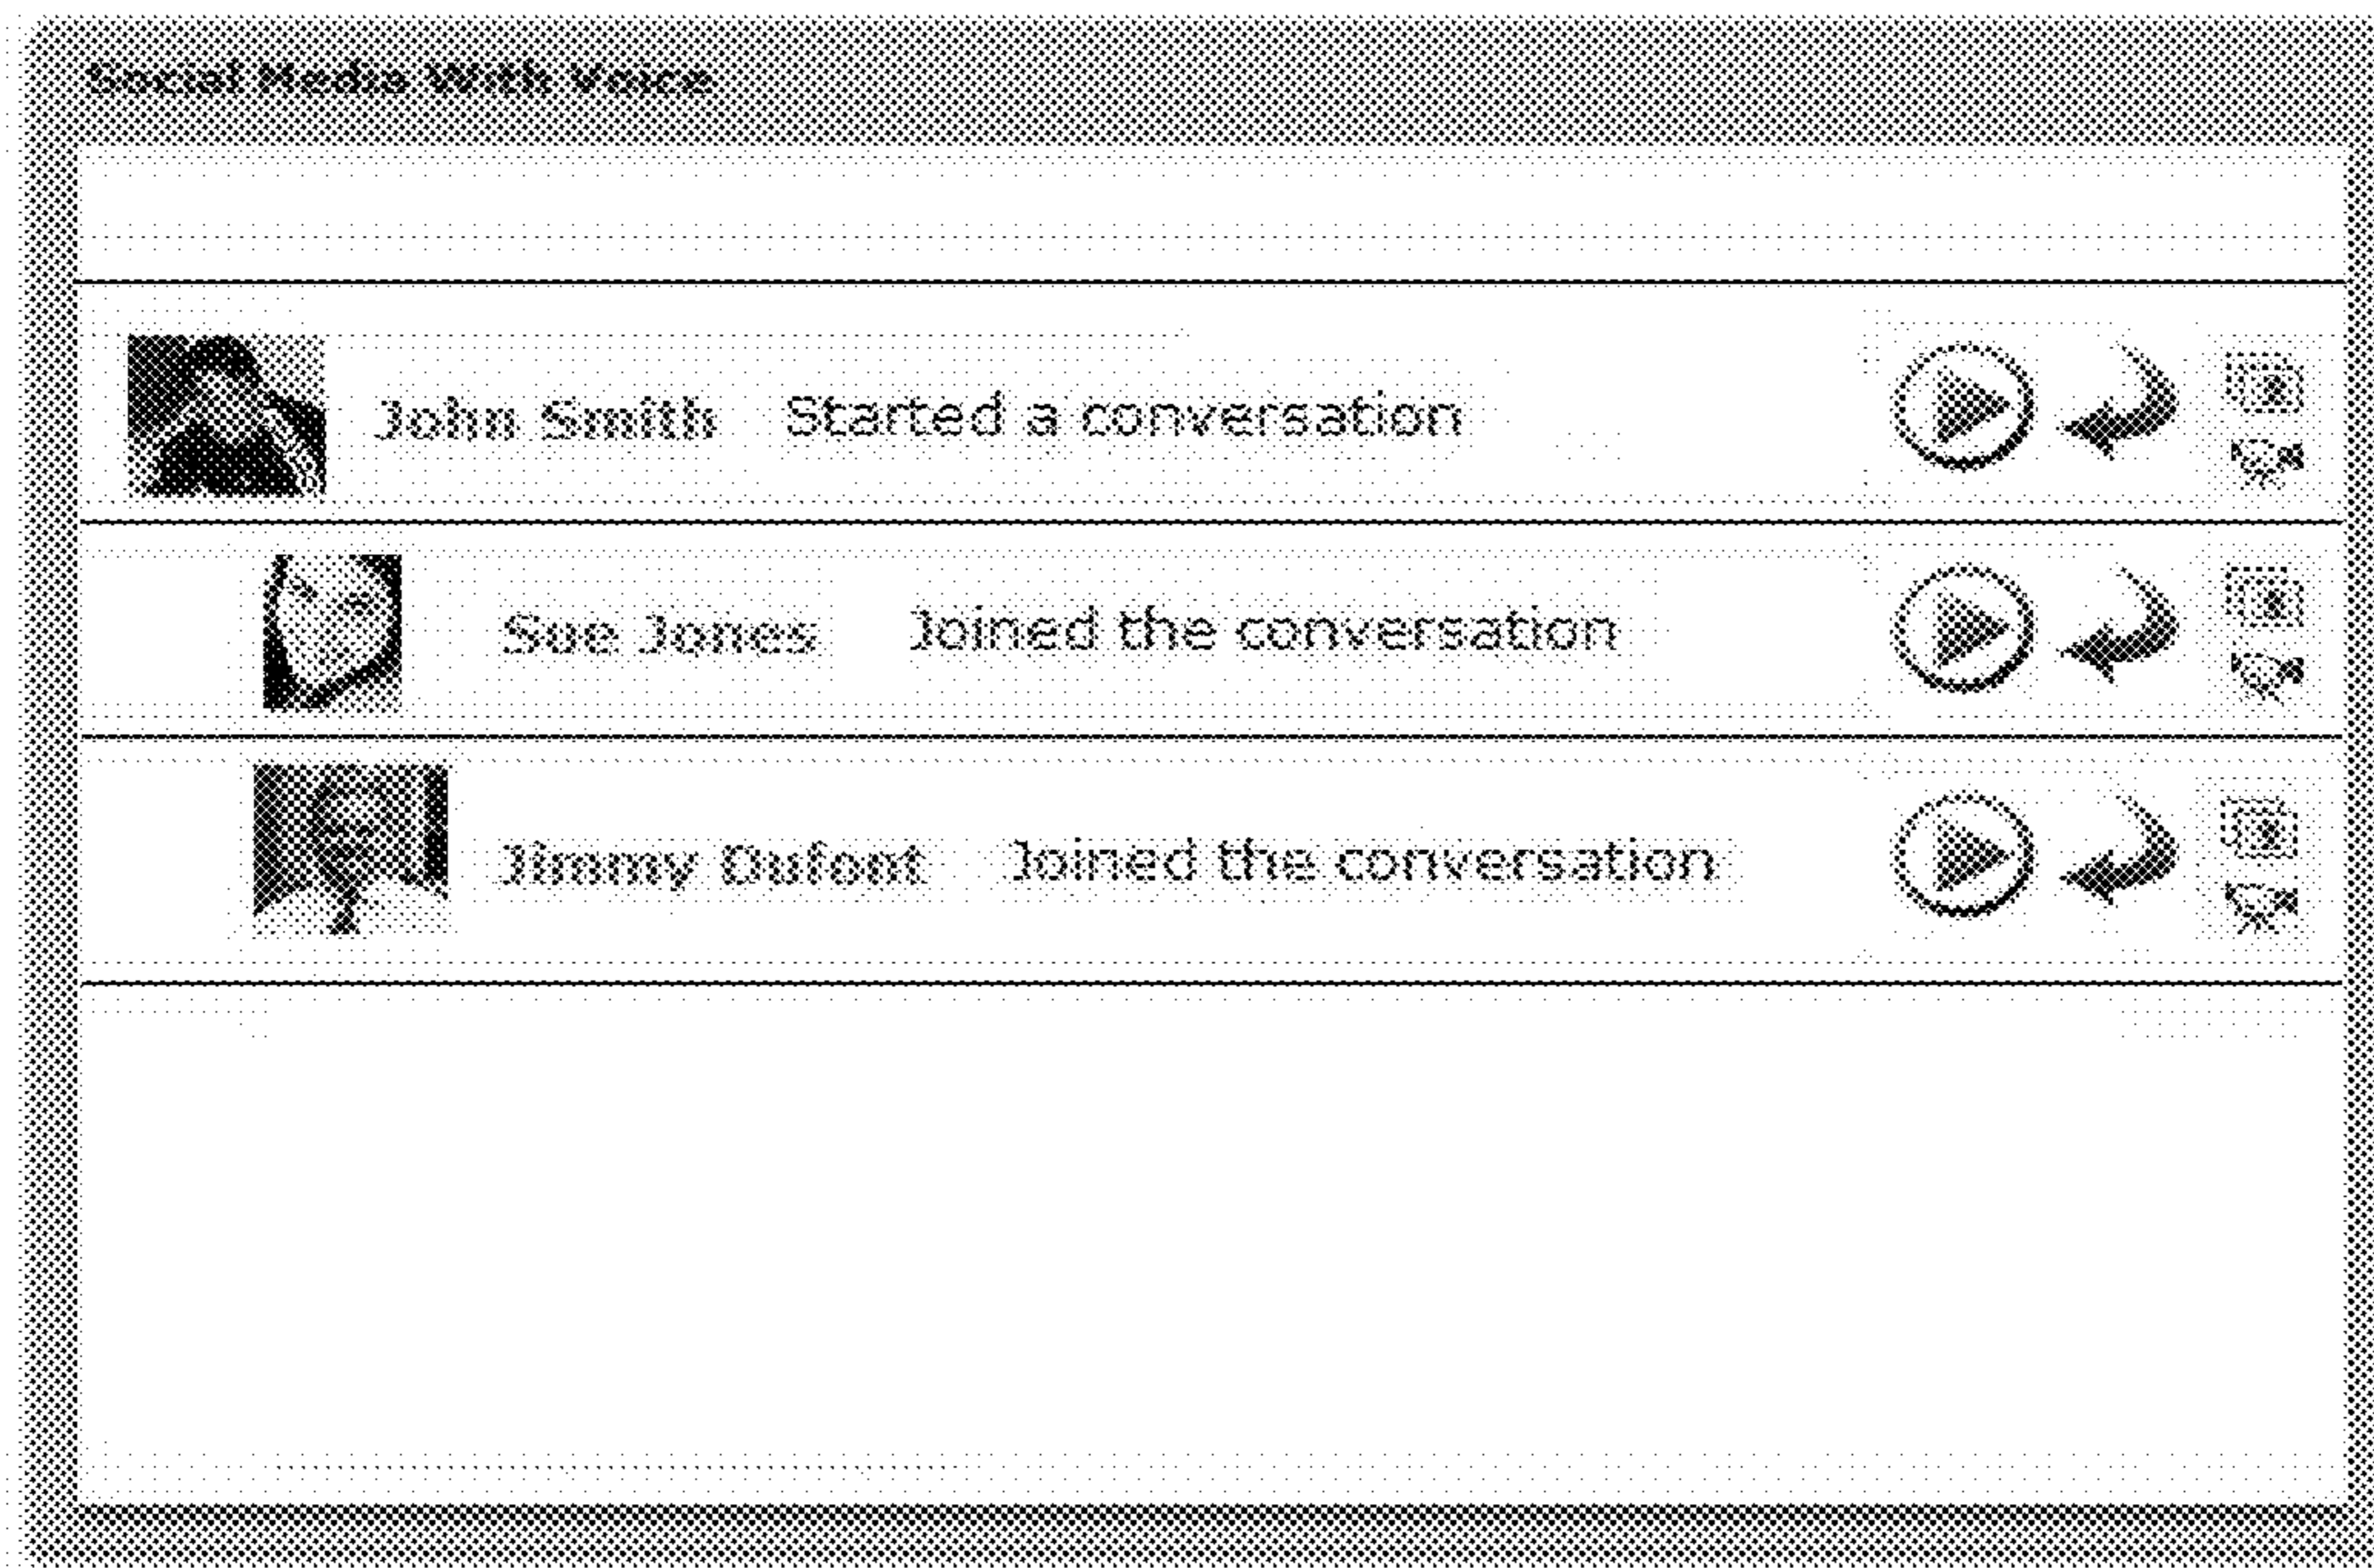 Social Media With Voice
John Smith Started a conversation
Sue Jones Joined the conversation
Jimmy Dufont Joined the conversation